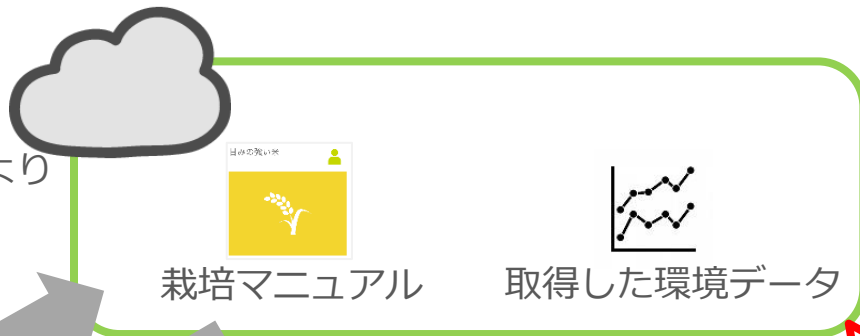 甘みの強い米
より
栽培マニュアル
取得した環境データ